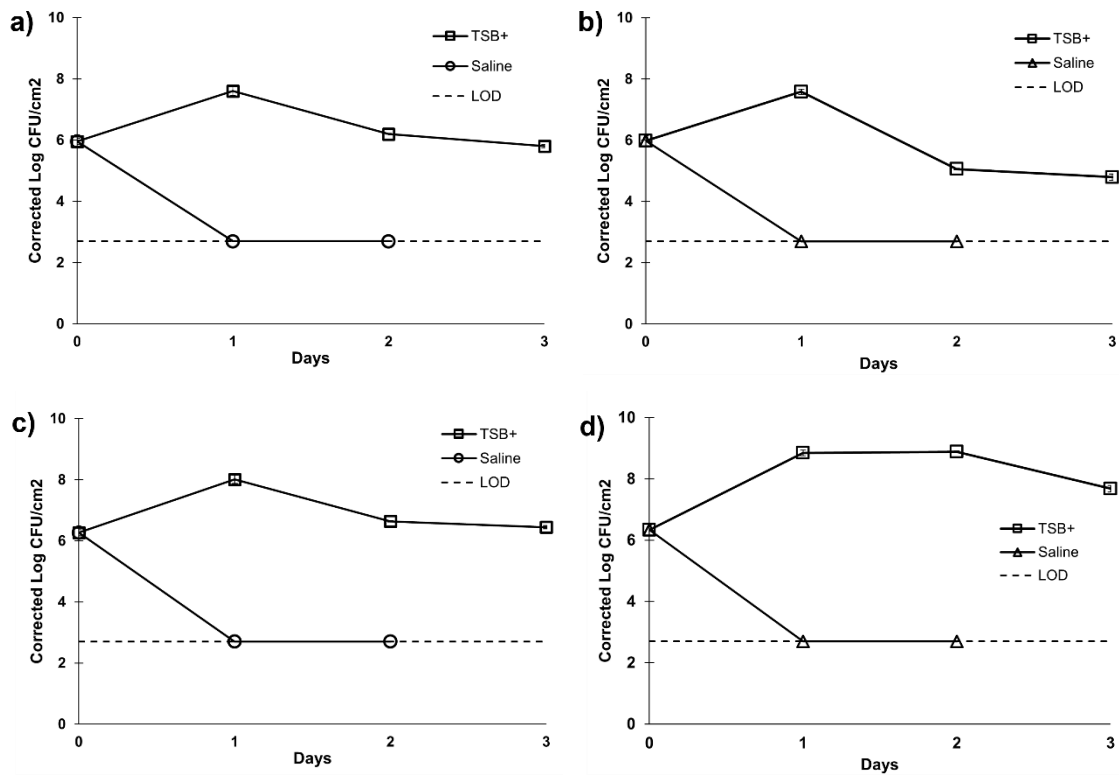 a)
Corrected Log CFU/cm2
10
8
6
4
2
0
TSB+
Saline
LOD
0 1 2 3
Days
b)
Corrected Log CFU/cm2
10
8
6
4
2
0
TSB+
Saline
LOD
0 1 2 3
Days
c)
Corrected Log CFU/cm2
10
8
6
4
2
0
TSB+
Saline
LOD
0 1 2 3
Days
d)
Corrected Log CFU/cm2
10
8
6
4
2
0
TSB+
Saline
LOD
0 1 2 3
Days